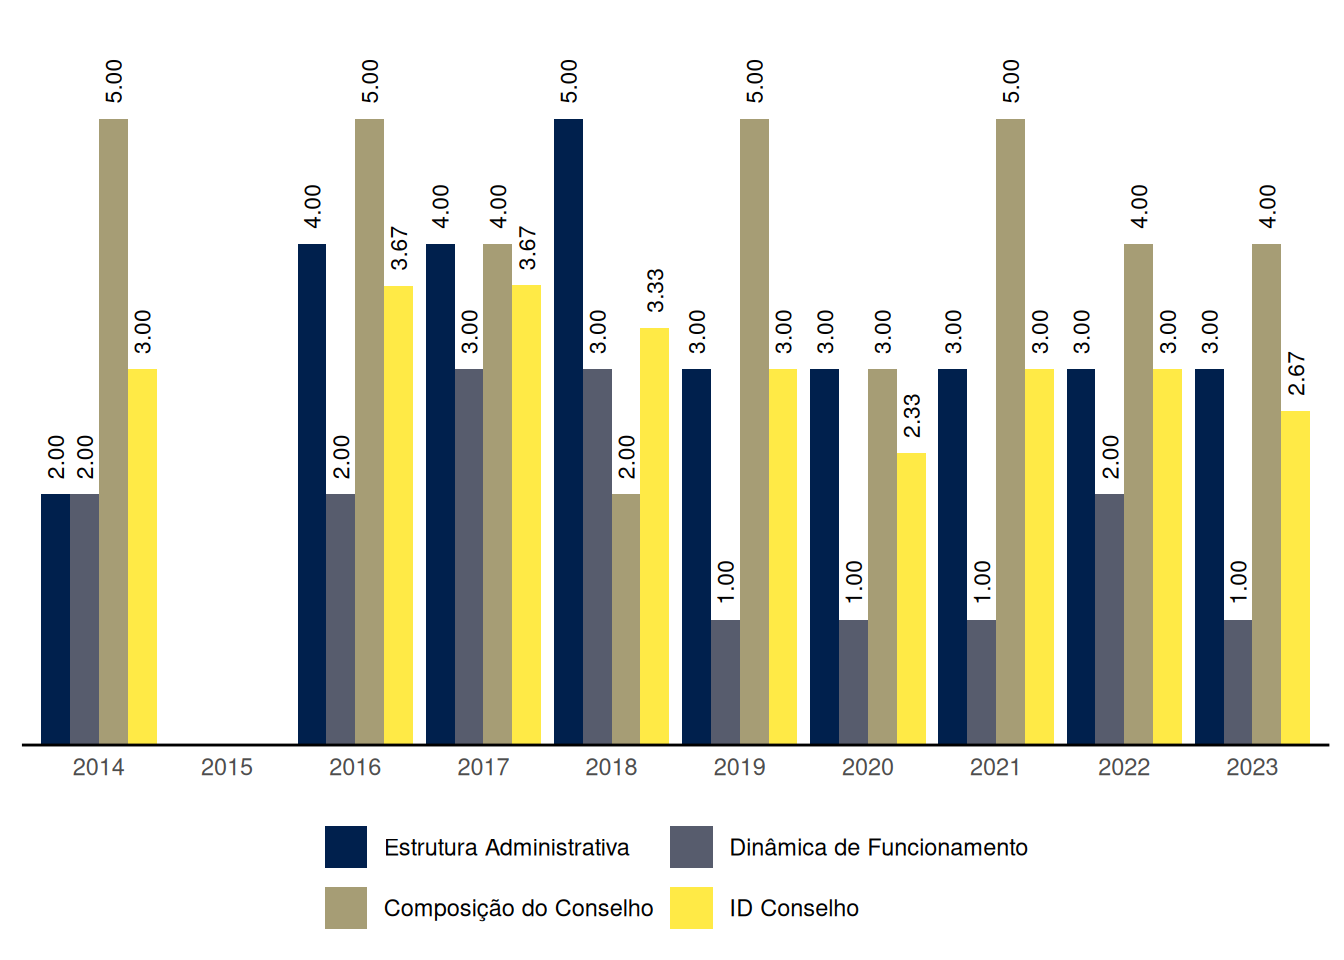 5.00 5.00 5.00 5.00 5.00
4.00 4.00 4.00 4.00 4.00
3.67 3.67
3.33
3.00 3.00 3.00 3.00 3.00 3.00 3.00 3.00 3.00 3.00 3.00 3.00
2.67
2.33
2.00 2.00 2.00 2.00 2.00
1.00 1.00 1.00 1.00
2014 2015 2016 2017 2018 2019 2020 2021 2022 2023
Estrutura Administrativa Dinâmica de Funcionamento
Composição do Conselho ID Conselho